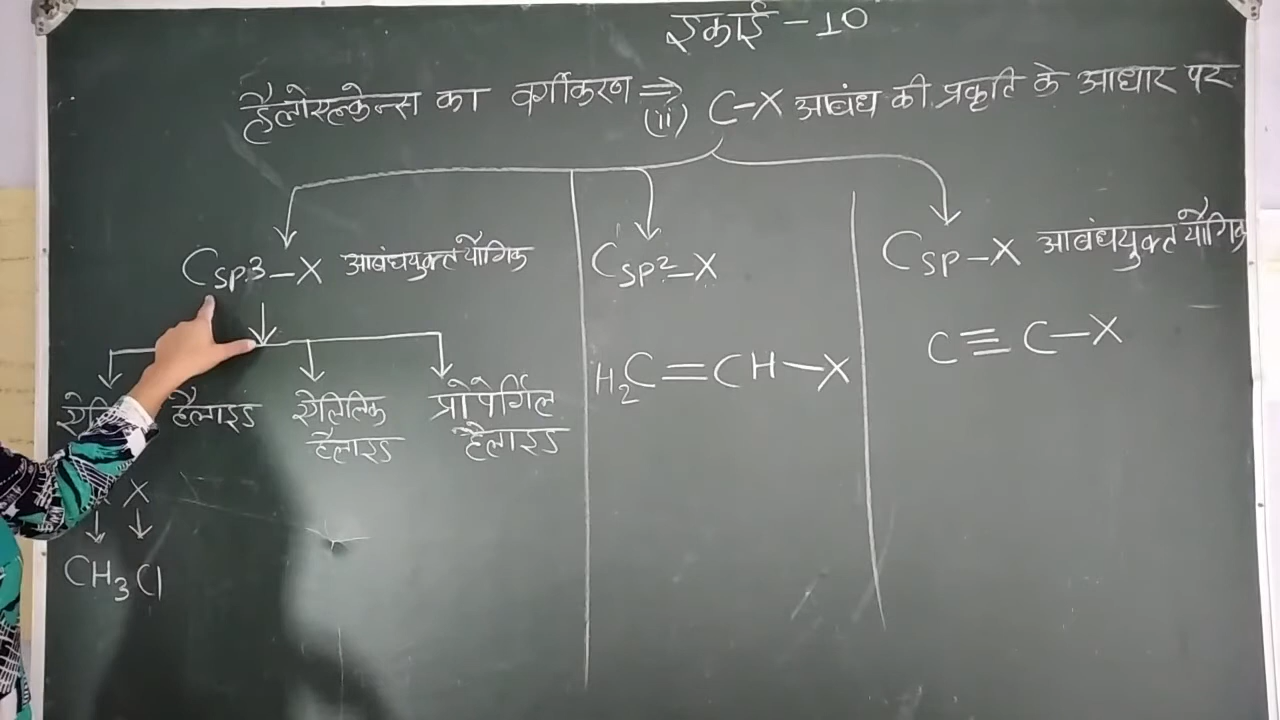 इकाई - 10
हैलोएल्केन्स का वर्गीकरण ⇒ (ii) C-X आबंध की प्रकृति के आधार पर
Csp³-X आबंधयुक्त यौगिक
Csp²-X
Csp-X आबंधयुक्त यौगिक
H₂C=CH-X
C≡C-X
हैलाइड
ऐलिलिक हैलाइड
प्रोपेर्गिल हैलाइड
X
CH₃Cl